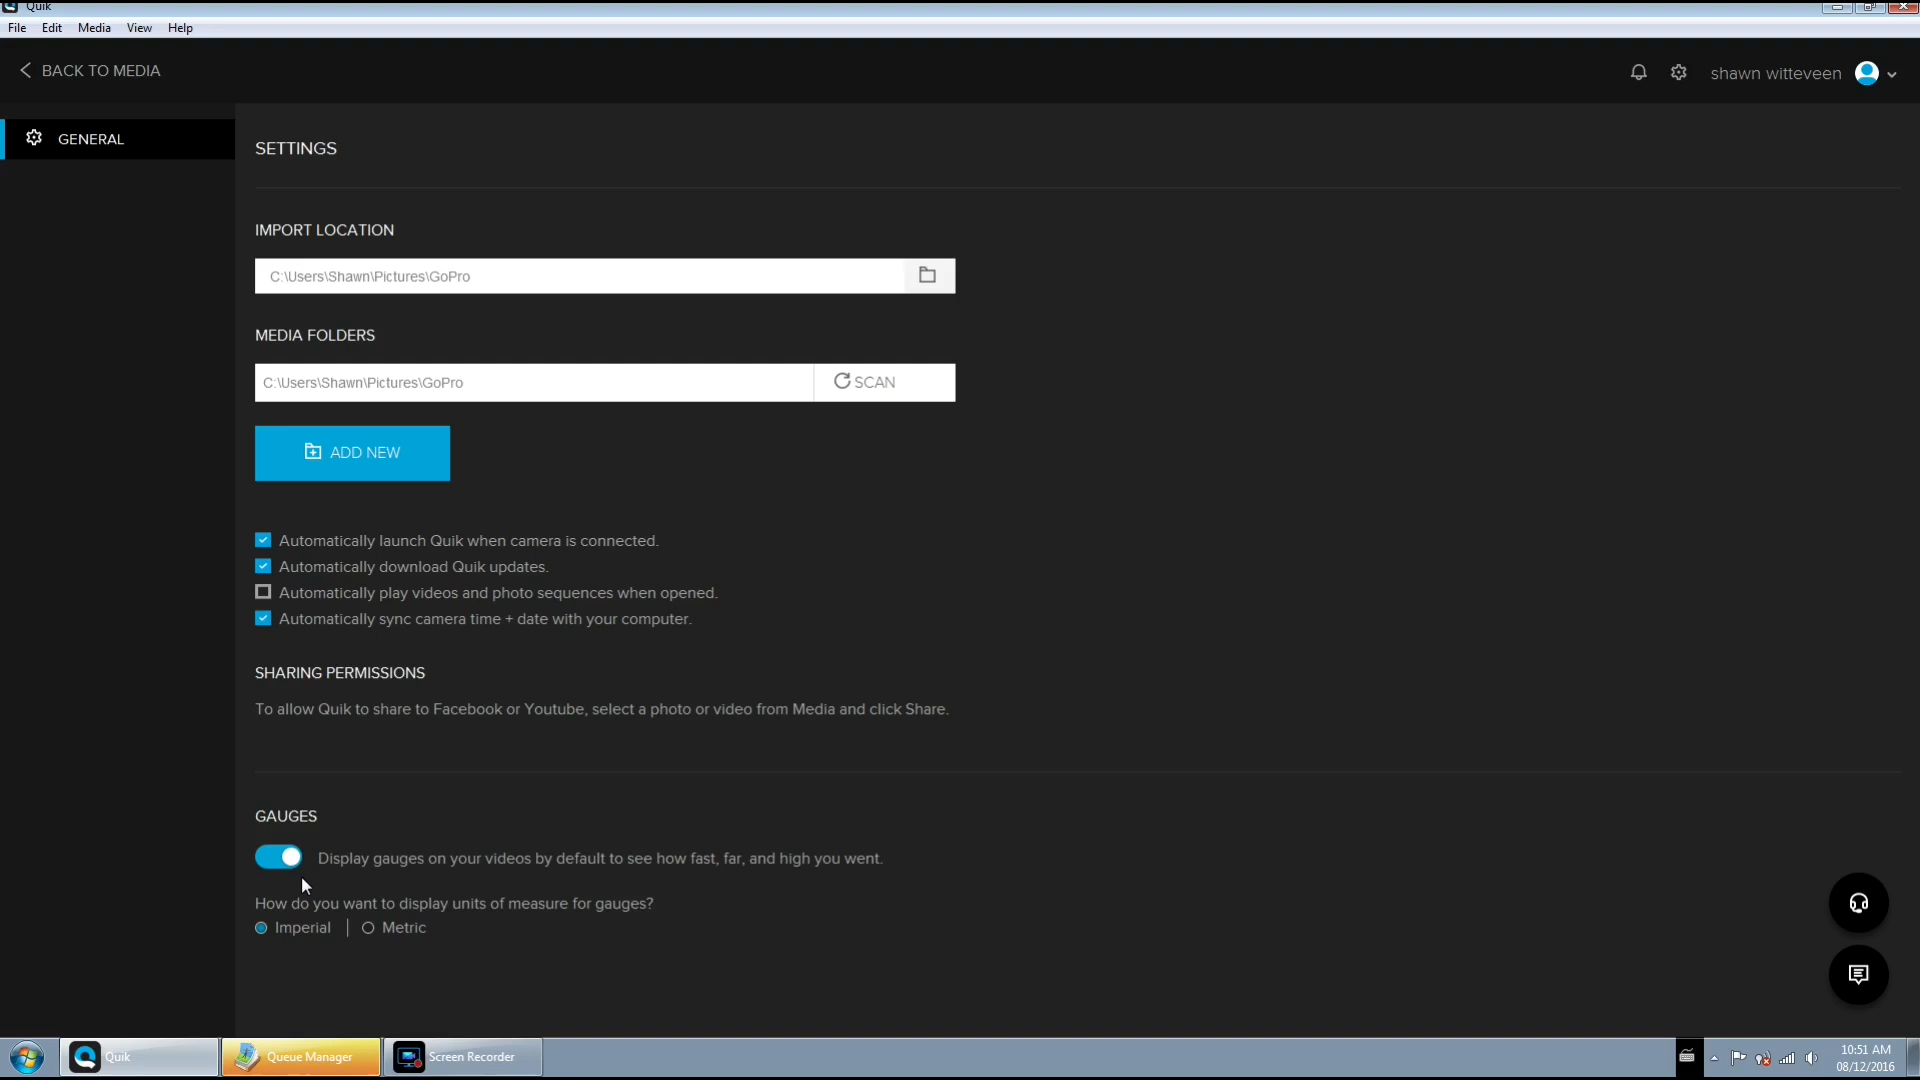 Quik
File Edit Media View Help
BACK TO MEDIA
shawn witteveen
GENERAL
SETTINGS
IMPORT LOCATION
C:\Users\Shawn\Pictures\GoPro
MEDIA FOLDERS
C:\Users\Shawn\Pictures\GoPro
SCAN
ADD NEW
Automatically launch Quik when camera is connected.
Automatically download Quik updates.
Automatically play videos and photo sequences when opened.
Automatically sync camera time + date with your computer.
SHARING PERMISSIONS
To allow Quik to share to Facebook or Youtube, select a photo or video from Media and click Share.
GAUGES
Display gauges on your videos by default to see how fast, far, and high you went.
How do you want to display units of measure for gauges?
Imperial | Metric
Quik
Queue Manager
Screen Recorder
10:51 AM
08/12/2016